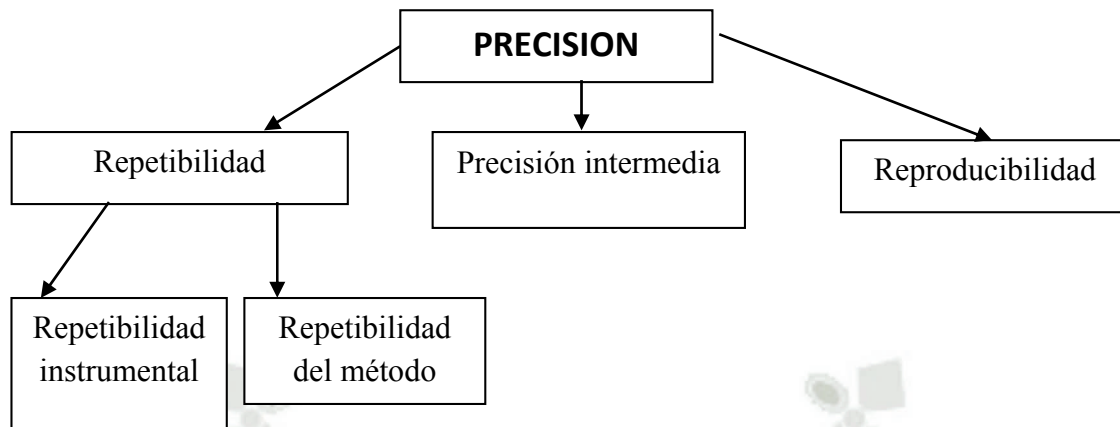 PRECISION
Repetibilidad
Precisión intermedia
Reproducibilidad
Repetibilidad
instrumental
Repetibilidad
del método